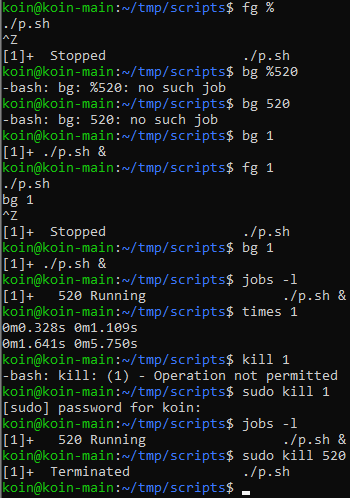 koin@koin-main:~/tmp/scripts$ fg %
./p.sh
^Z
[1]+  Stopped                 ./p.sh
koin@koin-main:~/tmp/scripts$ bg %520
-bash: bg: %520: no such job
koin@koin-main:~/tmp/scripts$ bg 520
-bash: bg: 520: no such job
koin@koin-main:~/tmp/scripts$ bg 1
[1]+ ./p.sh &
koin@koin-main:~/tmp/scripts$ fg 1
./p.sh
bg 1
^Z
[1]+  Stopped                 ./p.sh
koin@koin-main:~/tmp/scripts$ bg 1
[1]+ ./p.sh &
koin@koin-main:~/tmp/scripts$ jobs -l
[1]+   520 Running                 ./p.sh &
koin@koin-main:~/tmp/scripts$ times 1
0m0.328s 0m1.109s
0m1.641s 0m5.750s
koin@koin-main:~/tmp/scripts$ kill 1
-bash: kill: (1) - Operation not permitted
koin@koin-main:~/tmp/scripts$ sudo kill 1
[sudo] password for koin:
koin@koin-main:~/tmp/scripts$ jobs -l
[1]+   520 Running                 ./p.sh &
koin@koin-main:~/tmp/scripts$ sudo kill 520
[1]+  Terminated              ./p.sh
koin@koin-main:~/tmp/scripts$